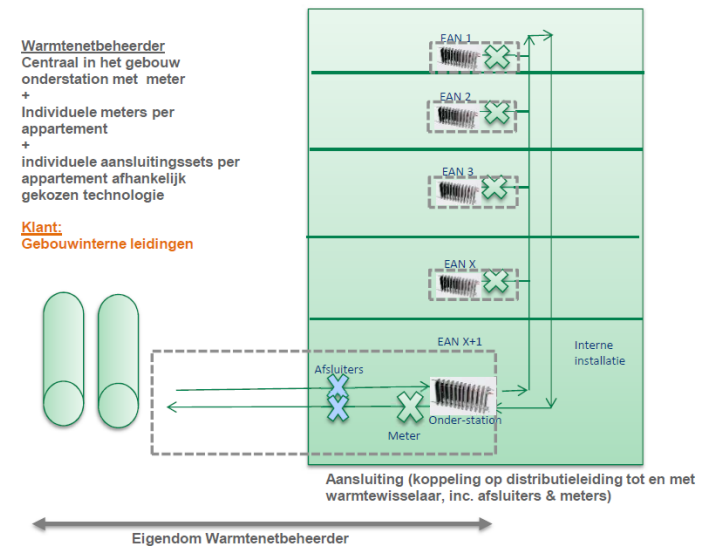 Warmtenetbeheerder
Centraal in het gebouw
onderstation met meter
+
Individuele meters per
appartement
+
individuele aansluitingssets per
appartement afhankelijk
gekozen technologie
Klant:
Gebouwinterne leidingen
EAN 1
EAN 2
EAN 3
EAN X
EAN X+1
Interne
installatie
Afsluiters
Onder-station
Meter
Aansluiting (koppeling op distributieleiding tot en met
warmtewisselaar, inc. afsluiters & meters)
Eigendom Warmtenetbeheerder